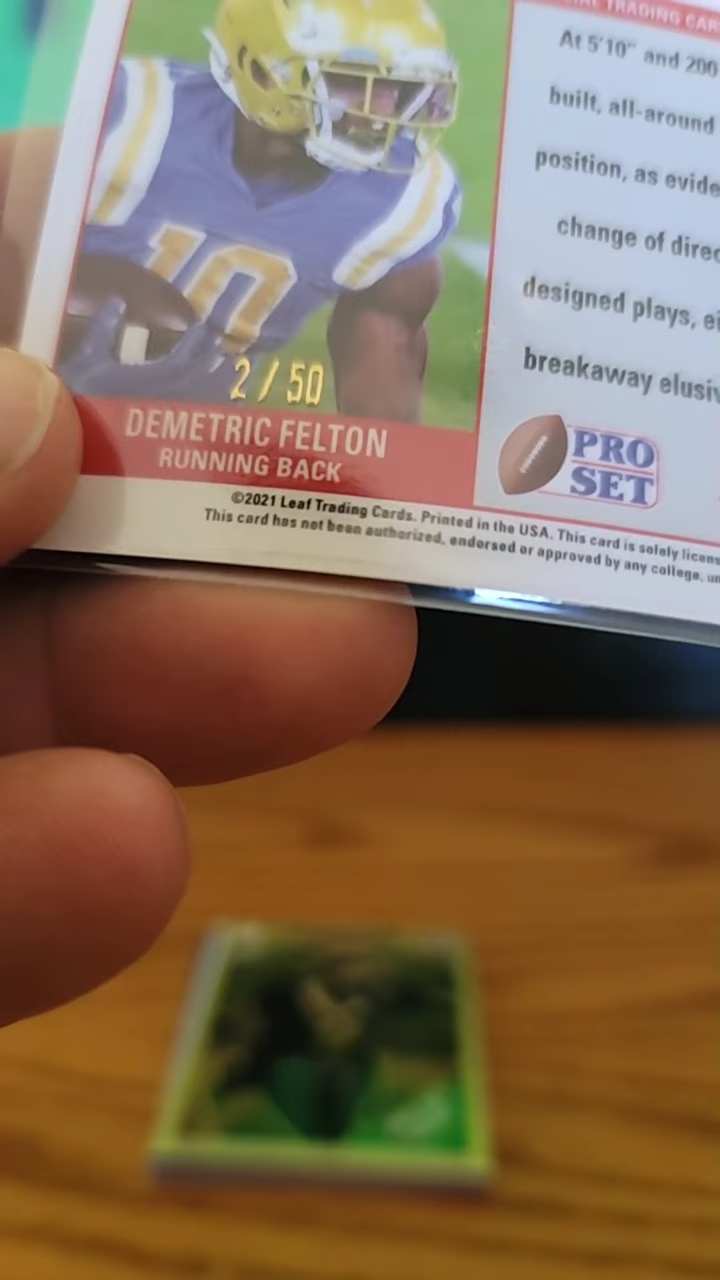 TRADING CAR
At 5'10" and 200
built, all-around
position, as evide
change of direc
designed plays, ei
breakaway elusiv
10
2 / 50
DEMETRIC FELTON
RUNNING BACK
PRO
SET
©2021 Leaf Trading Cards. Printed in the USA. This card is solely licens
This card has not been authorized, endorsed or approved by any college, un